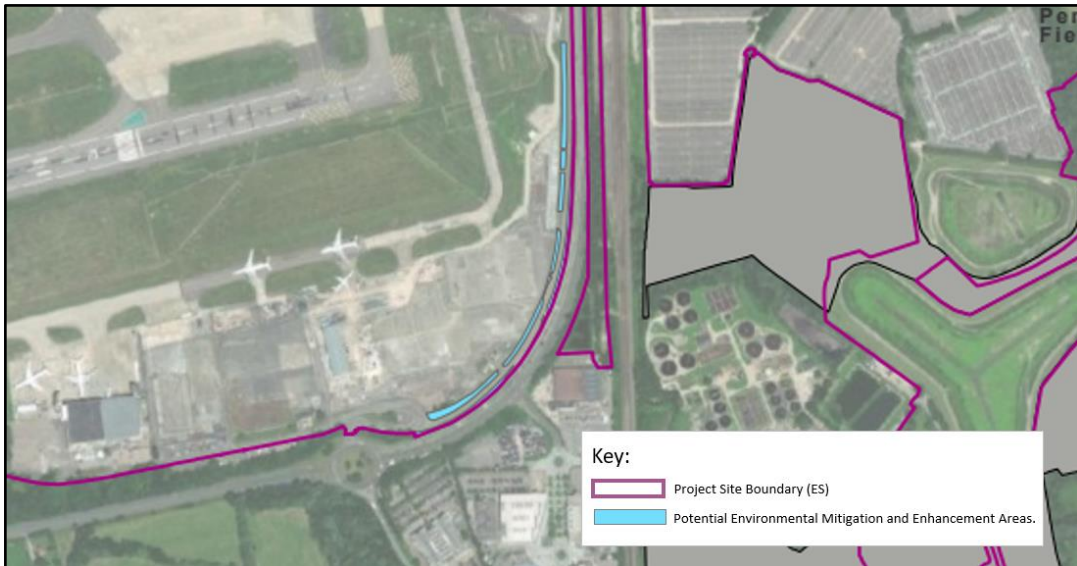 Key:
Project Site Boundary (ES)
Potential Environmental Mitigation and Enhancement Areas.